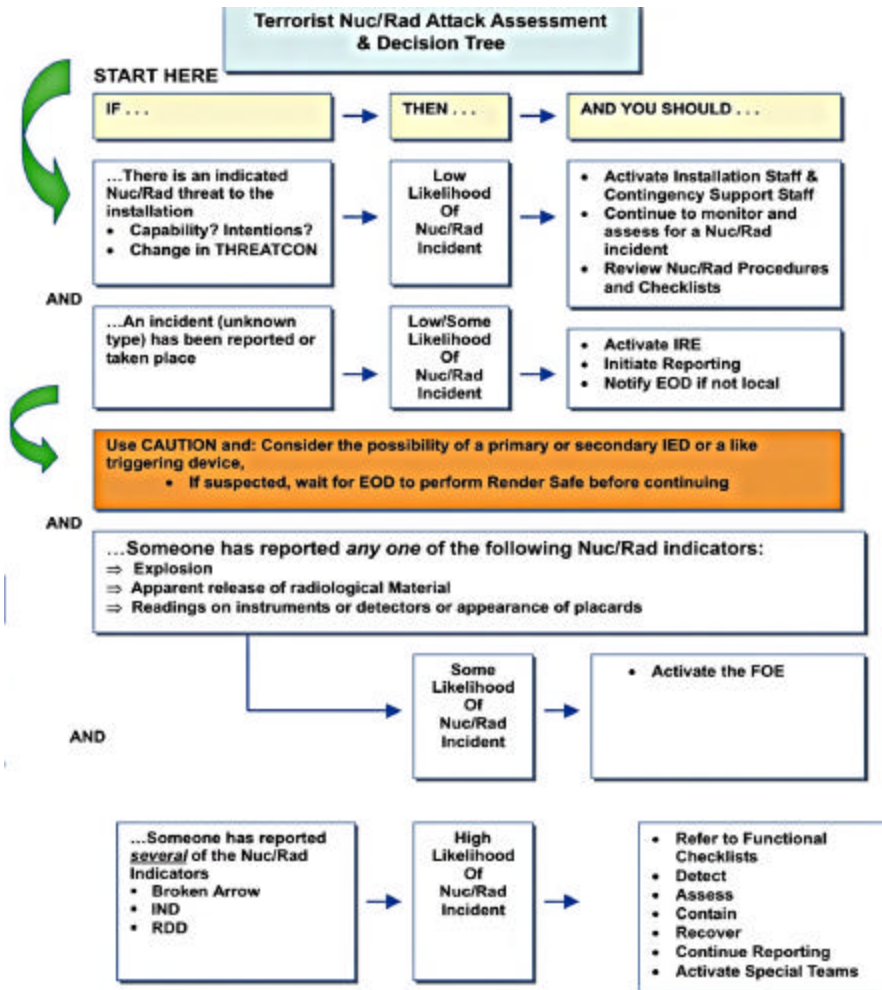 Terrorist Nuc/Rad Attack Assessment
& Decision Tree
START HERE
IF . . .
THEN . . .
AND YOU SHOULD . . .
...There is an indicated
Nuc/Rad threat to the
installation
• Capability? Intentions?
• Change in THREATCON
Low
Likelihood
Of
Nuc/Rad
Incident
• Activate Installation Staff &
Contingency Support Staff
• Continue to monitor and
assess for a Nuc/Rad
incident
• Review Nuc/Rad Procedures
and Checklists
AND
...An incident (unknown
type) has been reported or
taken place
Low/Some
Likelihood
Of
Nuc/Rad
Incident
• Activate IRE
• Initiate Reporting
• Notify EOD if not local
Use CAUTION and: Consider the possibility of a primary or secondary IED or a like
triggering device,
• If suspected, wait for EOD to perform Render Safe before continuing
AND
...Someone has reported any one of the following Nuc/Rad indicators:
⇒ Explosion
⇒ Apparent release of radiological Material
⇒ Readings on instruments or detectors or appearance of placards
Some
Likelihood
Of
Nuc/Rad
Incident
• Activate the FOE
AND
...Someone has reported
several of the Nuc/Rad
Indicators
• Broken Arrow
• IND
• RDD
High
Likelihood
Of
Nuc/Rad
Incident
• Refer to Functional
Checklists
• Detect
• Assess
• Contain
• Recover
• Continue Reporting
• Activate Special Teams